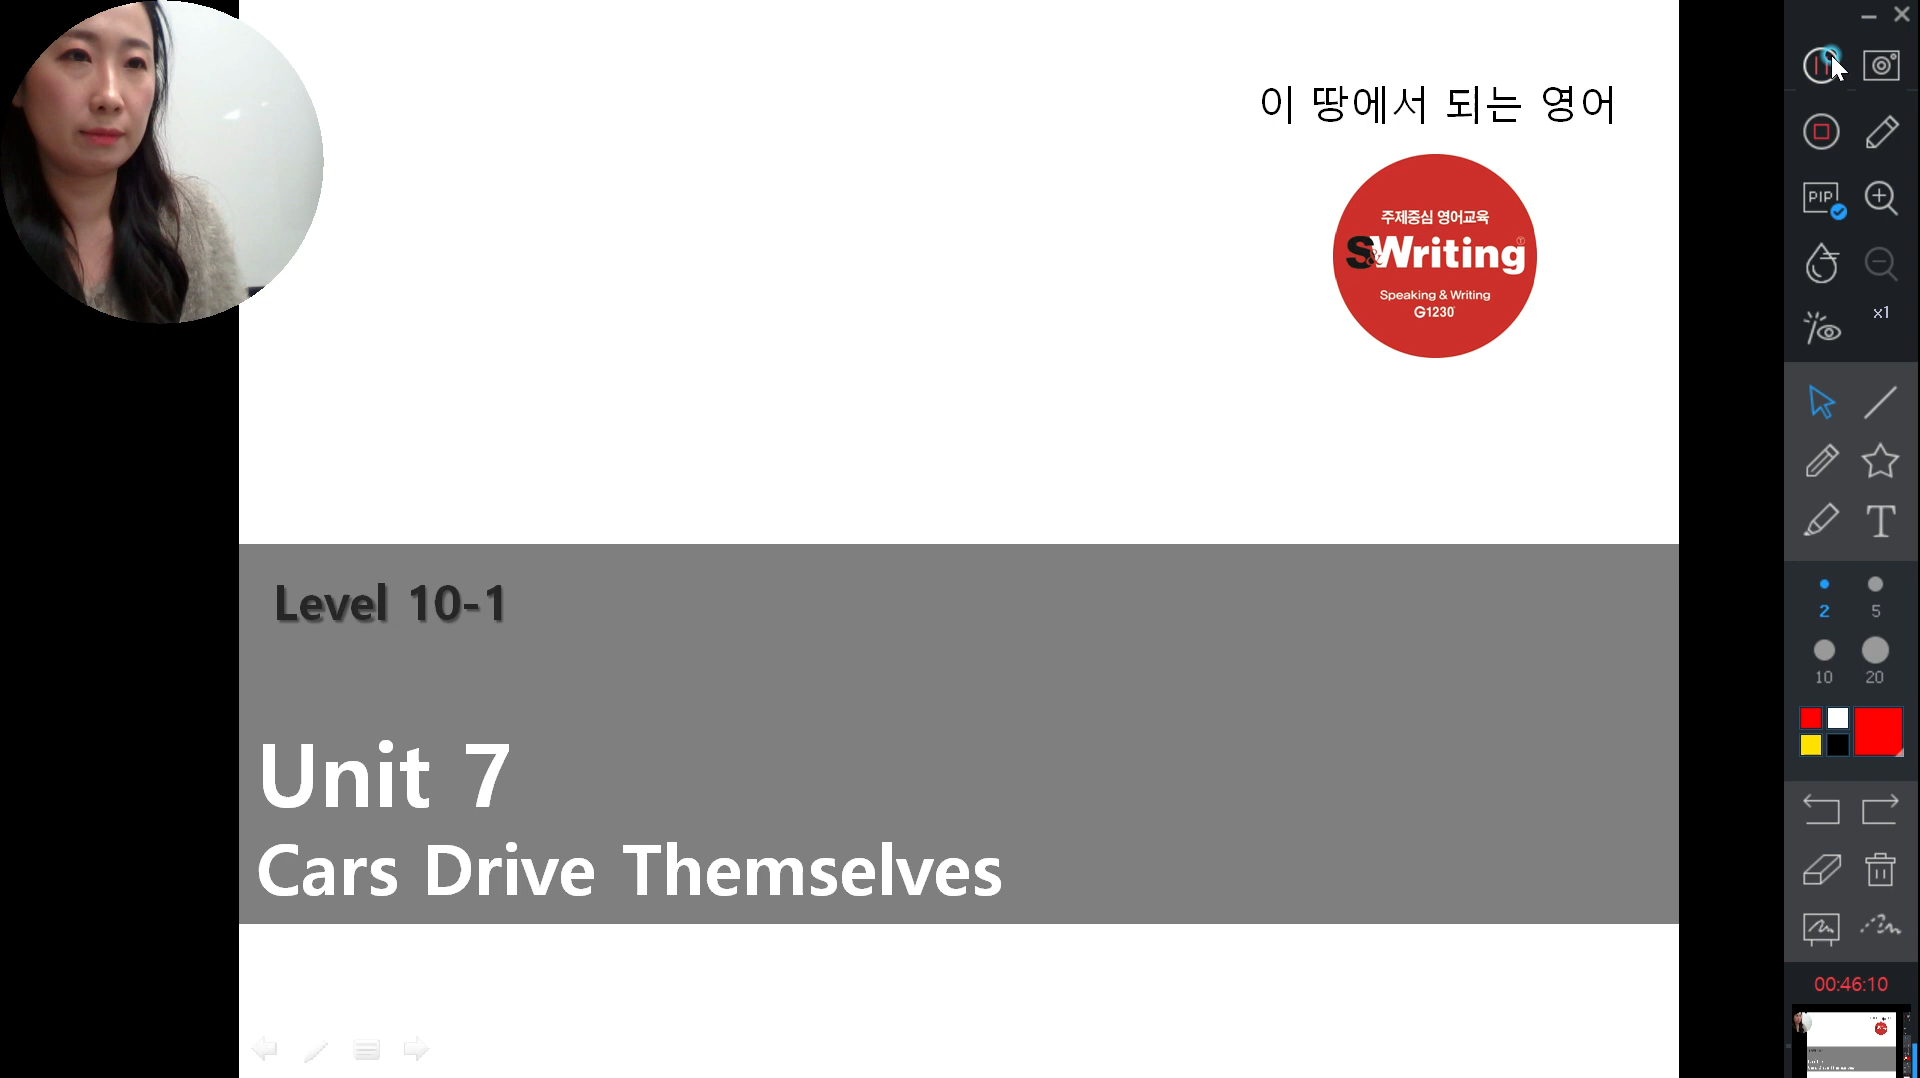 이 땅에서 되는 영어
주제중심 영어교육
S&Writing
Speaking & Writing
G1230
Level 10-1
Unit 7
Cars Drive Themselves
PIP
x1
T
2
5
10
20
00:46:10